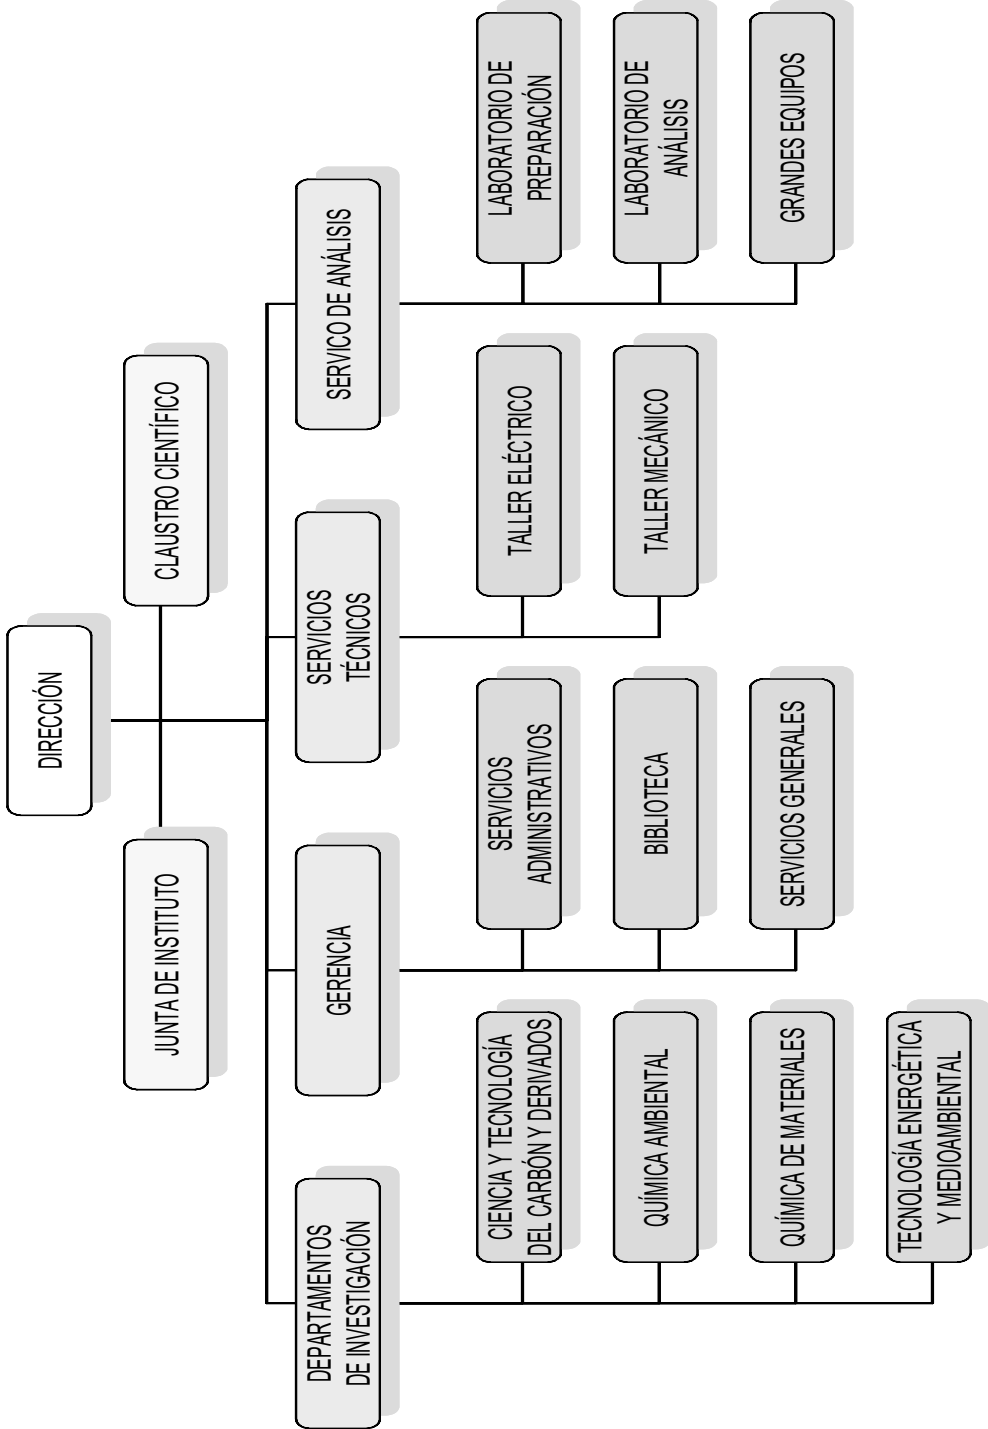 DIRECCIÓN
JUNTA DE INSTITUTO
CLAUSTRO CIENTÍFICO
DEPARTAMENTOS
DE INVESTIGACIÓN
GERENCIA
SERVICIOS
TÉCNICOS
SERVICO DE ANÁLISIS
CIENCIA Y TECNOLOGÍA
DEL CARBÓN Y DERIVADOS
QUÍMICA AMBIENTAL
QUÍMICA DE MATERIALES
TECNOLOGÍA ENERGÉTICA
Y MEDIOAMBIENTAL
SERVICIOS
ADMINISTRATIVOS
BIBLIOTECA
SERVICIOS GENERALES
TALLER ELÉCTRICO
TALLER MECÁNICO
LABORATORIO DE
PREPARACIÓN
LABORATORIO DE
ANÁLISIS
GRANDES EQUIPOS